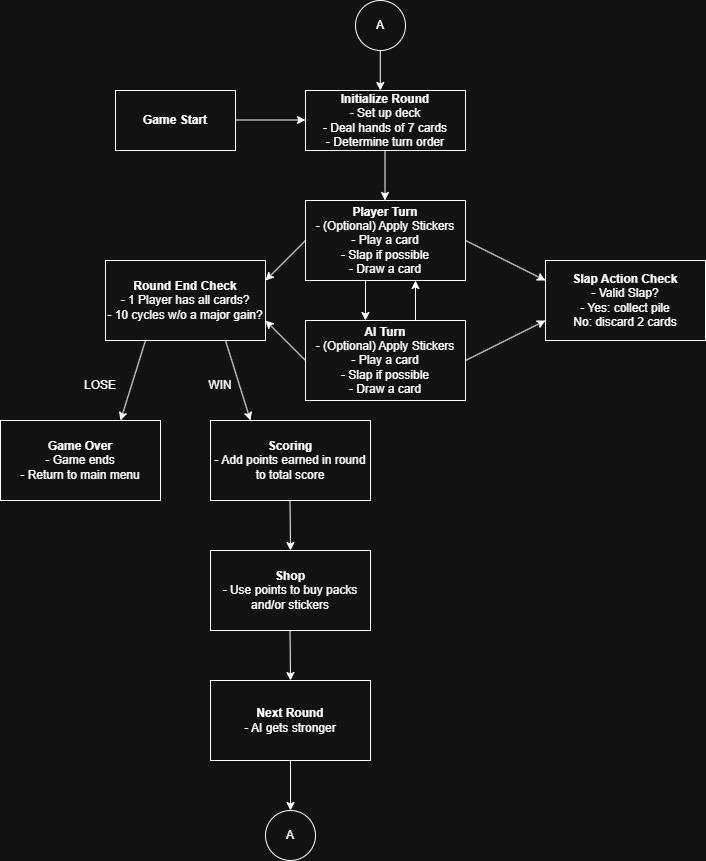 A
Game Start
Initialize Round
- Set up deck
- Deal hands of 7 cards
- Determine turn order
Player Turn
- (Optional) Apply Stickers
- Play a card
- Slap if possible
- Draw a card
Round End Check
- 1 Player has all cards?
- 10 cycles w/o a major gain?
Slap Action Check
- Valid Slap?
- Yes: collect pile
No: discard 2 cards
AI Turn
- (Optional) Apply Stickers
- Play a card
- Slap if possible
- Draw a card
LOSE
WIN
Game Over
- Game ends
- Return to main menu
Scoring
- Add points earned in round
to total score
Shop
- Use points to buy packs
and/or stickers
Next Round
- AI gets stronger
A